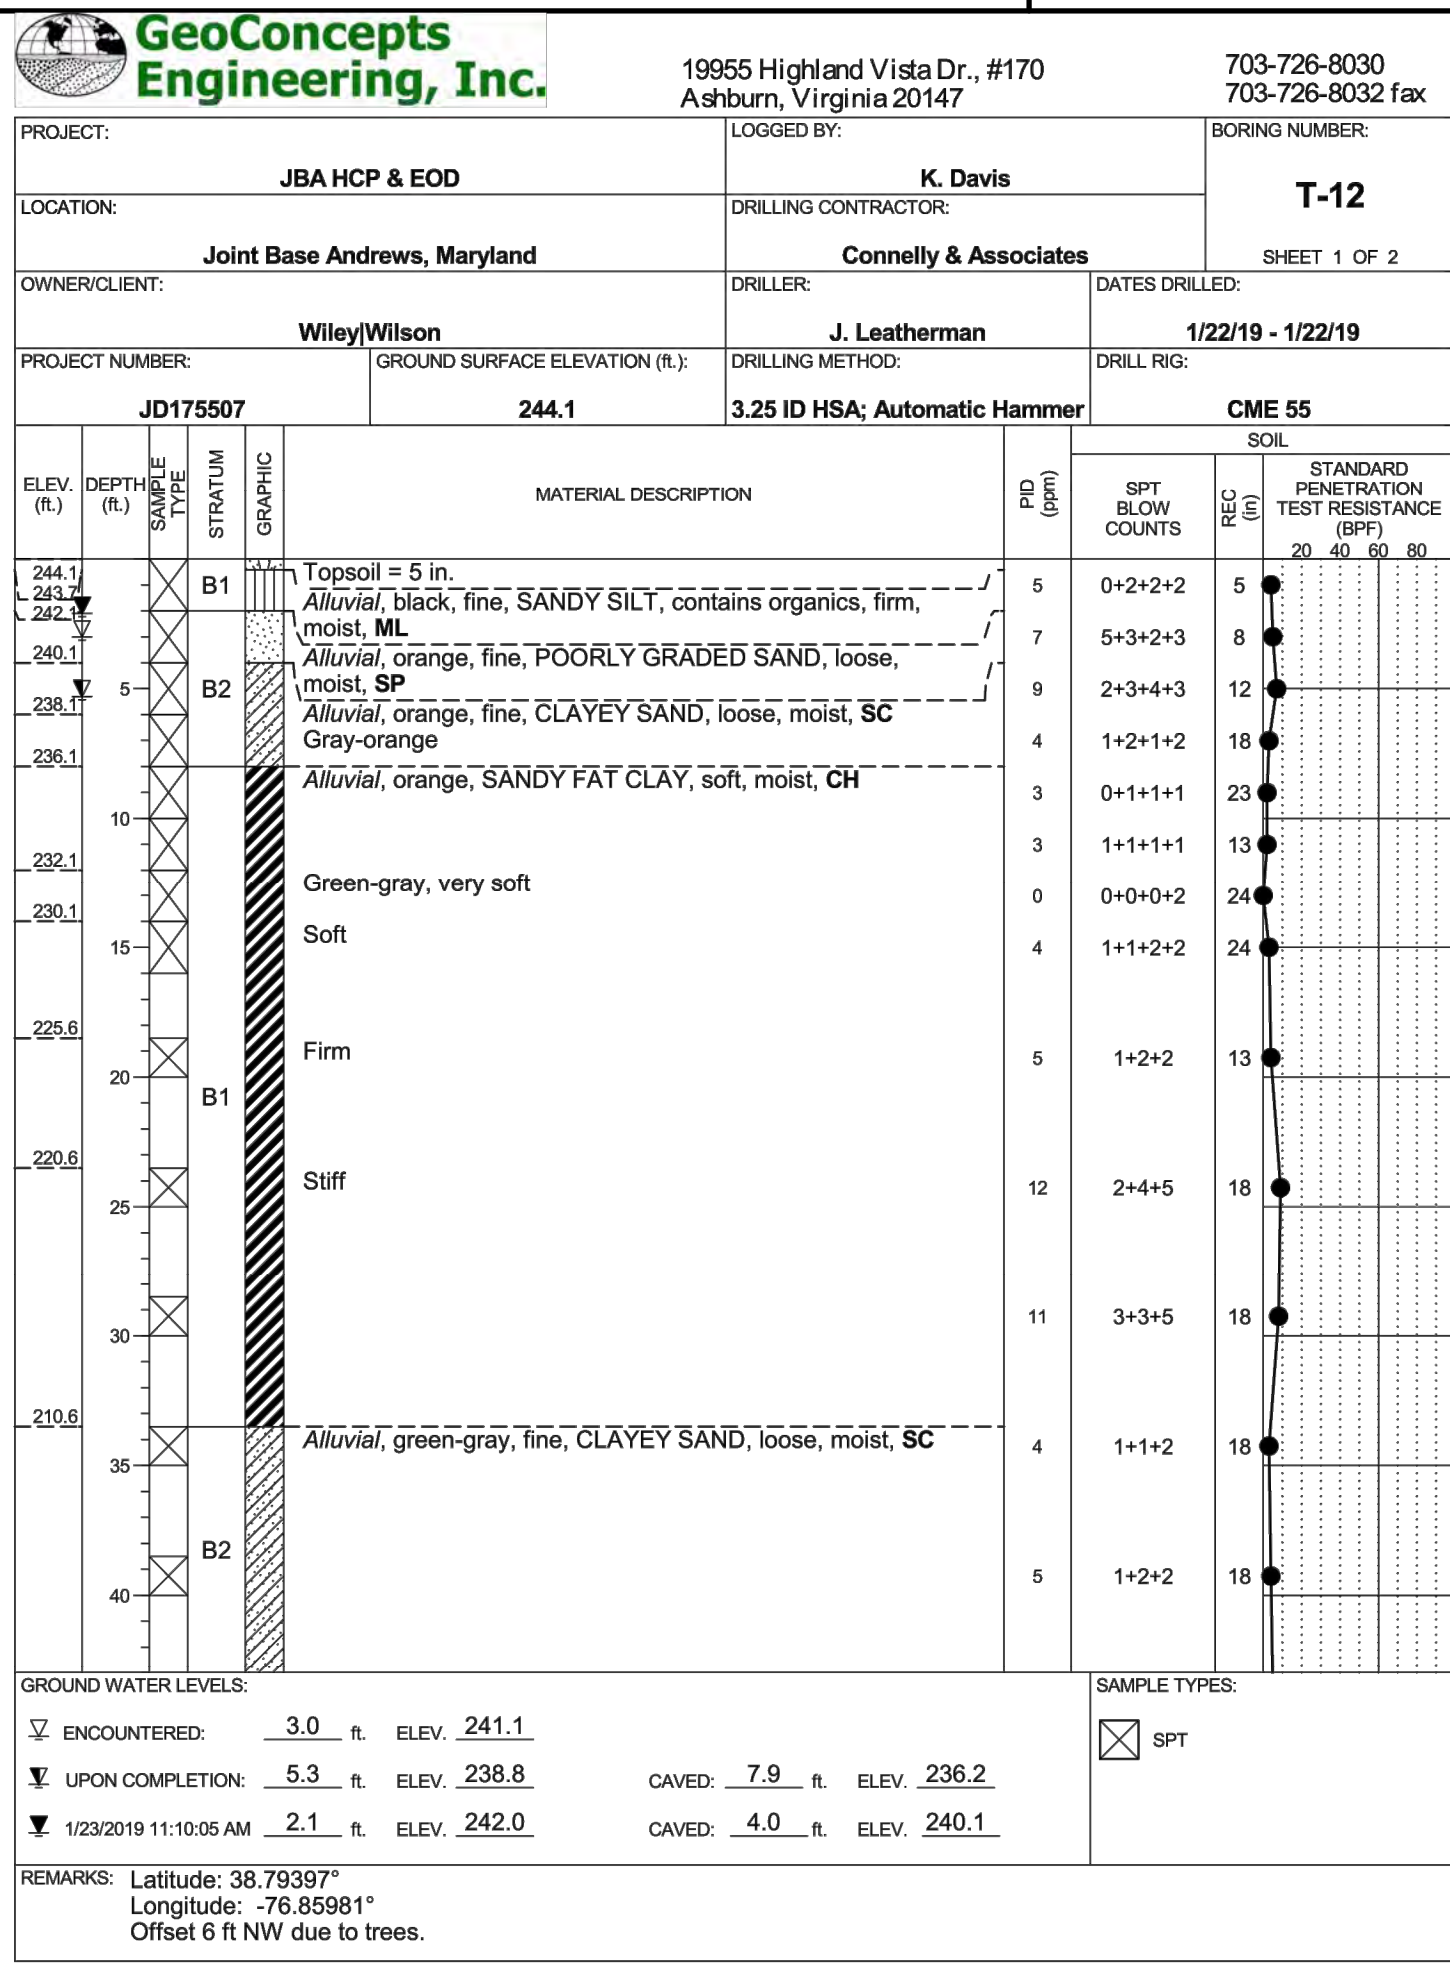 GeoConcepts
Engineering, Inc.
19955 Highland Vista Dr., #170
Ashburn, Virginia 20147
703-726-8030
703-726-8032 fax
PROJECT:
JBA HCP & EOD
LOGGED BY:
K. Davis
BORING NUMBER:
T-12
SHEET 1 OF 2
LOCATION:
Joint Base Andrews, Maryland
DRILLING CONTRACTOR:
Connelly & Associates
OWNER/CLIENT:
Wiley|Wilson
DRILLER:
J. Leatherman
DATES DRILLED:
1/22/19 - 1/22/19
PROJECT NUMBER:
JD175507
GROUND SURFACE ELEVATION (ft.):
244.1
DRILLING METHOD:
3.25 ID HSA; Automatic Hammer
DRILL RIG:
CME 55
ELEV. (ft.)
DEPTH (ft.)
SAMPLE TYPE
STRATUM
GRAPHIC
MATERIAL DESCRIPTION
PID (ppm)
SOIL
SPT
BLOW
COUNTS
REC (in)
STANDARD
PENETRATION
TEST RESISTANCE
(BPF)
20 40 60 80
244.1
243.7
242.1
B1
Topsoil = 5 in.
Alluvial, black, fine, SANDY SILT, contains organics, firm,
moist, ML
5 0+2+2+2 5
7 5+3+2+3 8
240.1
Alluvial, orange, fine, POORLY GRADED SAND, loose,
moist, SP
5
B2
9 2+3+4+3 12
238.1
Alluvial, orange, fine, CLAYEY SAND, loose, moist, SC
Gray-orange
4 1+2+1+2 18
236.1
Alluvial, orange, SANDY FAT CLAY, soft, moist, CH
3 0+1+1+1 23
10
3 1+1+1+1 13
232.1
Green-gray, very soft
0 0+0+0+2 24
230.1
Soft
15
4 1+1+2+2 24
225.6
Firm
5 1+2+2 13
20
B1
220.6
Stiff
12 2+4+5 18
25
11 3+3+5 18
30
210.6
Alluvial, green-gray, fine, CLAYEY SAND, loose, moist, SC
4 1+1+2 18
35
B2
5 1+2+2 18
40
GROUND WATER LEVELS:
ENCOUNTERED: 3.0 ft. ELEV. 241.1
UPON COMPLETION: 5.3 ft. ELEV. 238.8 CAVED: 7.9 ft. ELEV. 236.2
1/23/2019 11:10:05 AM 2.1 ft. ELEV. 242.0 CAVED: 4.0 ft. ELEV. 240.1
SAMPLE TYPES:
SPT
REMARKS: Latitude: 38.79397°
Longitude: -76.85981°
Offset 6 ft NW due to trees.